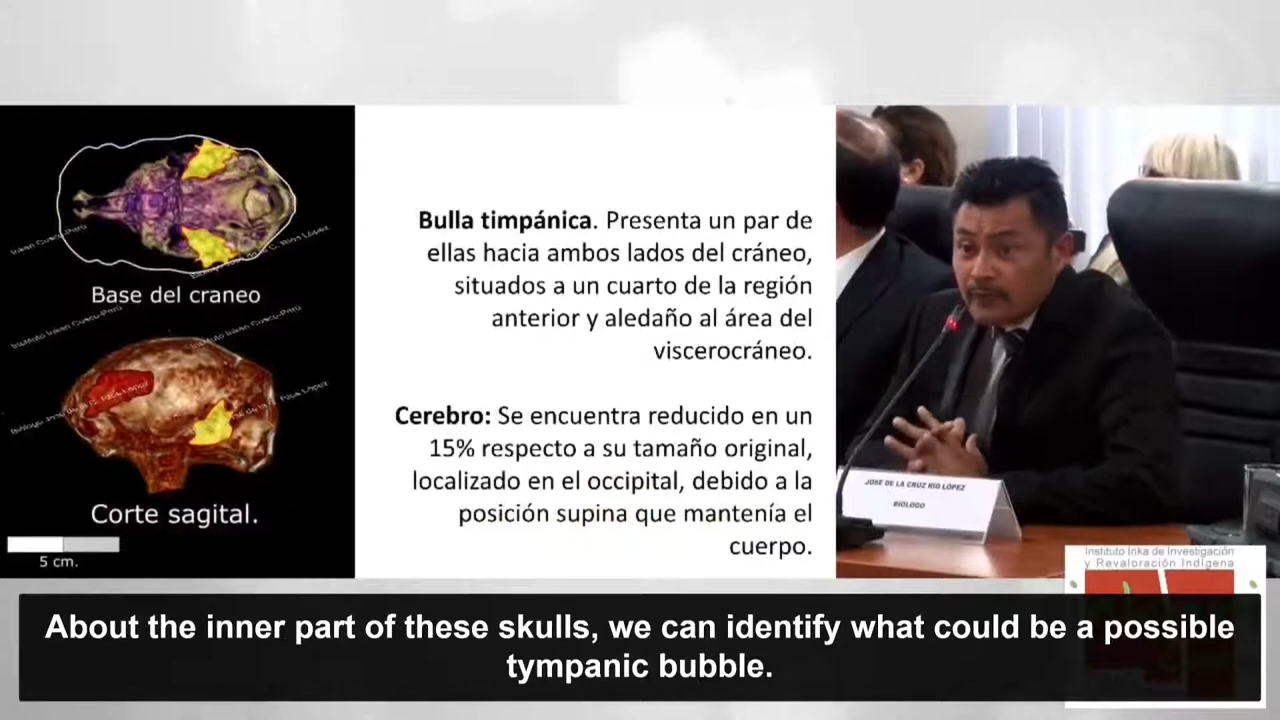 Base del craneo
Corte sagital.
5 cm.
Bulla timpánica. Presenta un par de
ellas hacia ambos lados del cráneo,
situados a un cuarto de la región
anterior y aledaño al área del
viscerocráneo.
Cerebro: Se encuentra reducido en un
15% respecto a su tamaño original,
localizado en el occipital, debido a la
posición supina que mantenía el
cuerpo.
JOSE DE LA CRUZ RIO LÓPEZ
BIOLOGO
Instituto Inka de Investigación
y Revaloración Indígena
About the inner part of these skulls, we can identify what could be a possible
tympanic bubble.